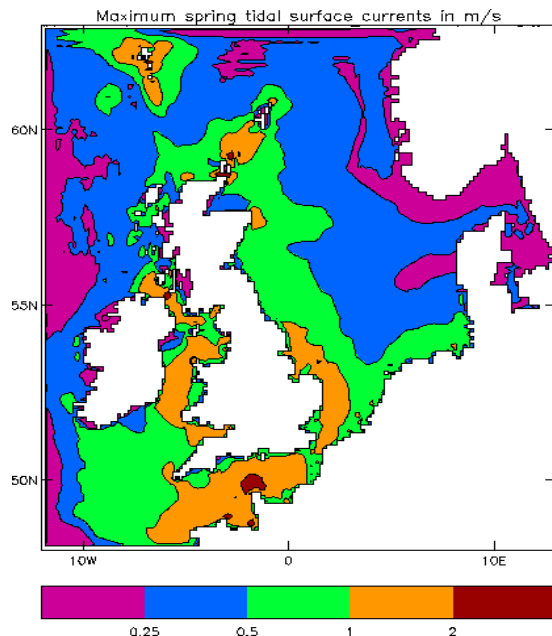 Maximum spring tidal surface currents in m/s
60N
55N
50N
10W
0
10E
0.25
0.5
1
2